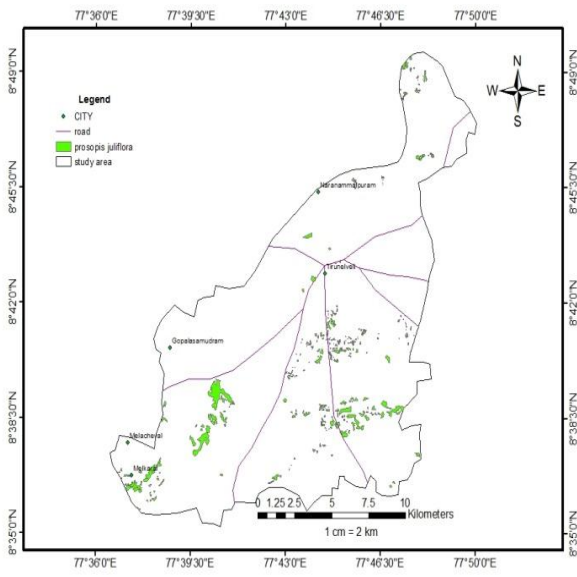 77°36'0"E 77°39'30"E 77°43'0"E 77°46'30"E 77°50'0"E
8°49'0"N
8°49'0"N
N
W E
S
Legend
CITY
road
prosopis juliflora
study area
8°45'30"N
8°45'30"N
Naranammalpuram
Tirunelveli
8°42'0"N
8°42'0"N
Gopalasamudram
8°38'30"N
8°38'30"N
Melacheval
8°35'0"N
8°35'0"N
0 1.25 2.5 5 7.5 10
Kilometers
1 cm = 2 km
77°36'0"E 77°39'30"E 77°43'0"E 77°46'30"E 77°50'0"E